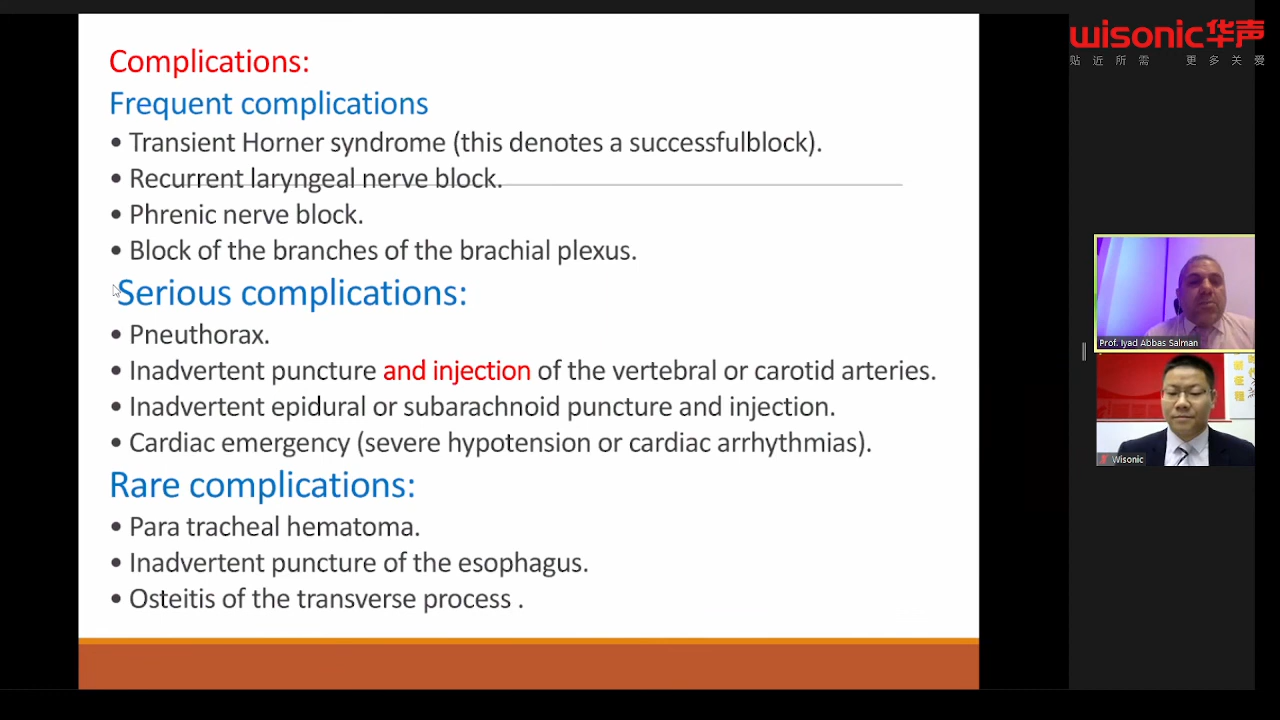 Complications:
Frequent complications
• Transient Horner syndrome (this denotes a successfulblock).
• Recurrent laryngeal nerve block.
• Phrenic nerve block.
• Block of the branches of the brachial plexus.
Serious complications:
• Pneuthorax.
• Inadvertent puncture and injection of the vertebral or carotid arteries.
• Inadvertent epidural or subarachnoid puncture and injection.
• Cardiac emergency (severe hypotension or cardiac arrhythmias).
Rare complications:
• Para tracheal hematoma.
• Inadvertent puncture of the esophagus.
• Osteitis of the transverse process .
wisonic华声
贴近所需 更多关爱
Prof. Iyad Abbas Salman
Wisonic